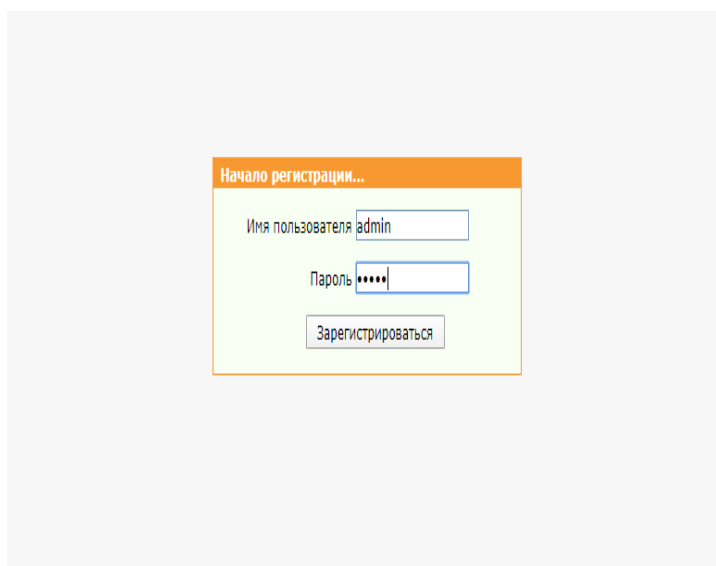 Начало регистрации...
Имя пользователя admin
Пароль •••••
Зарегистрироваться